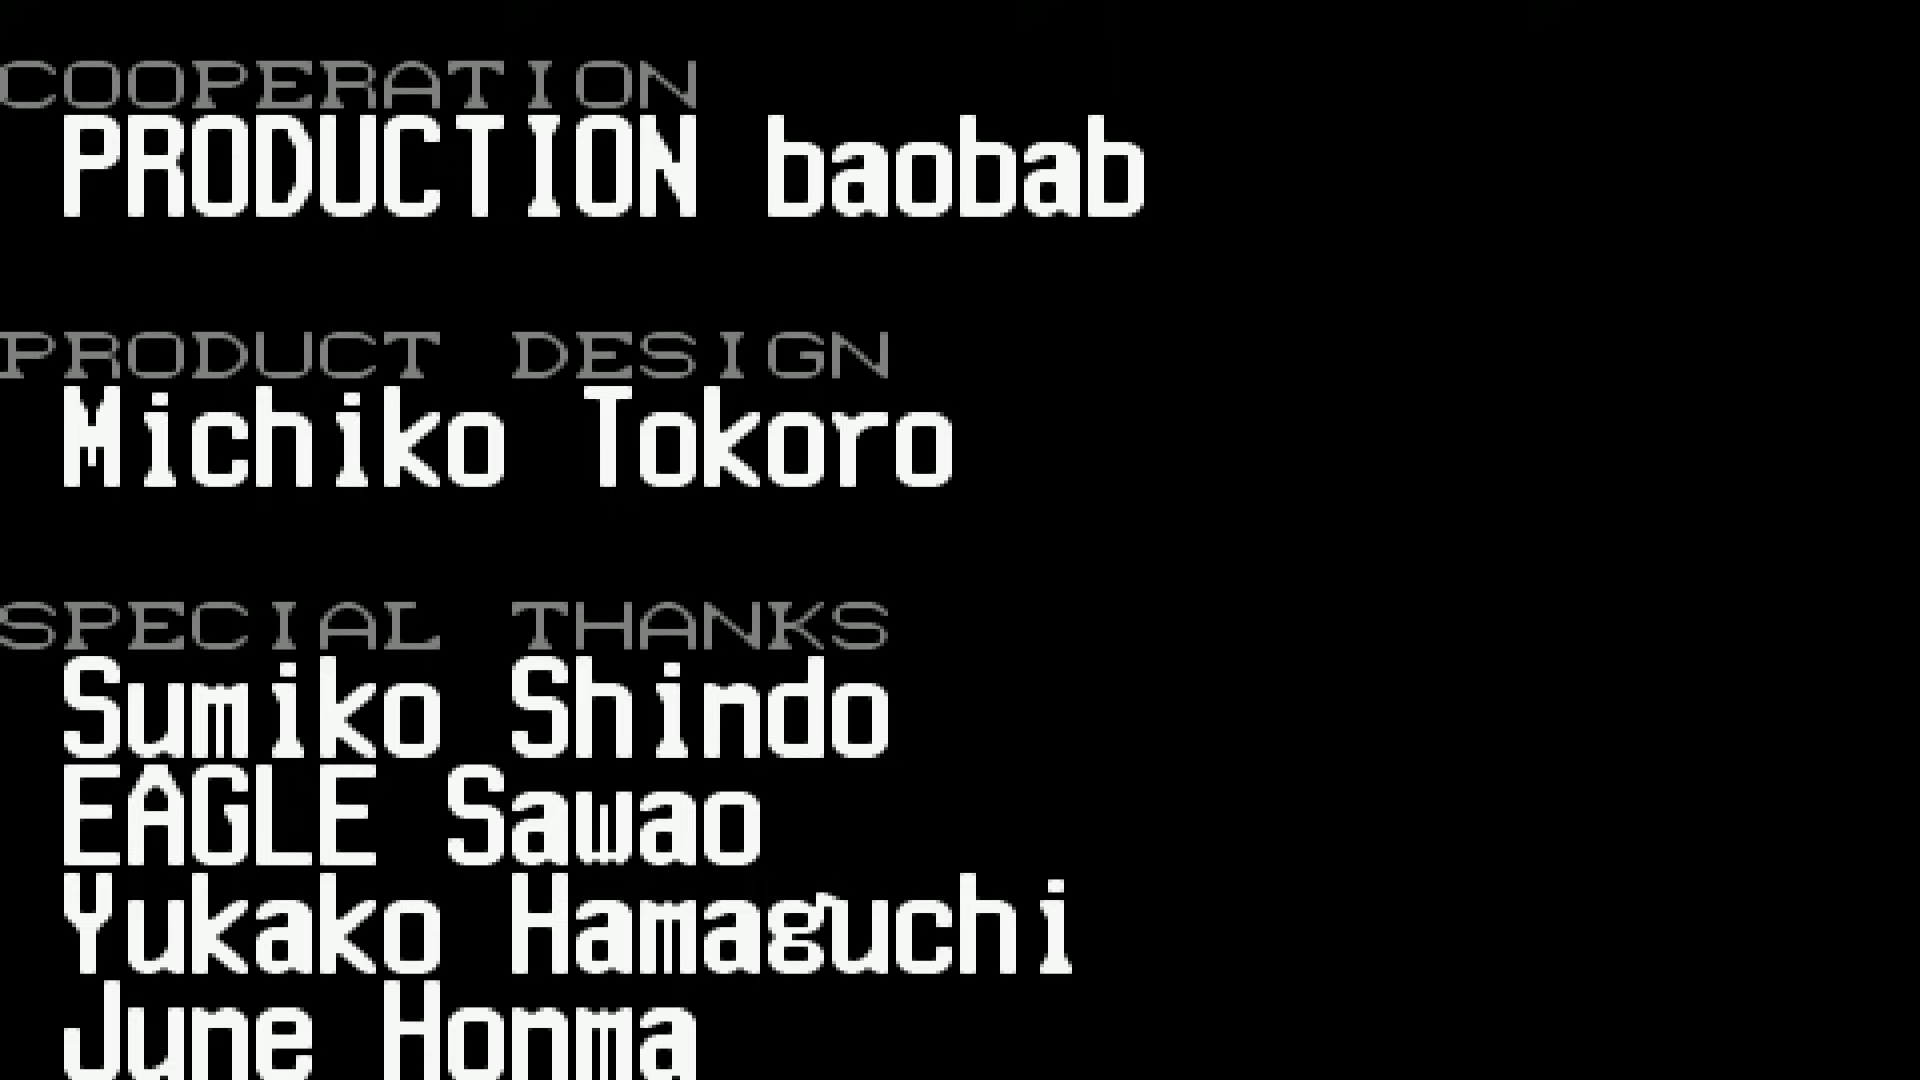 COOPERATION
PRODUCTION baobab
PRODUCT DESIGN
Michiko Tokoro
SPECIAL THANKS
Sumiko Shindo
EAGLE Sawao
Yukako Hamaguchi
June Honma